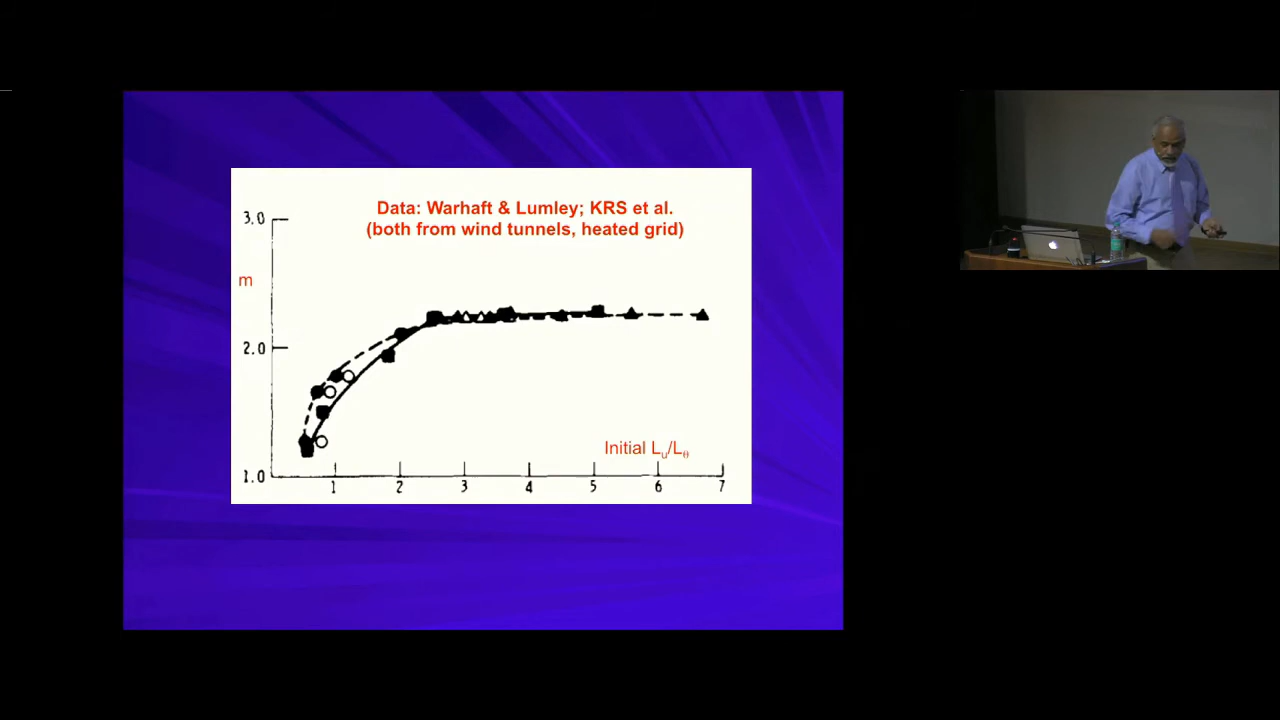 Data: Warhaft & Lumley; KRS et al.
(both from wind tunnels, heated grid)
3.0
m
2.0
Initial Lu/Lθ
1.0
1 2 3 4 5 6 7